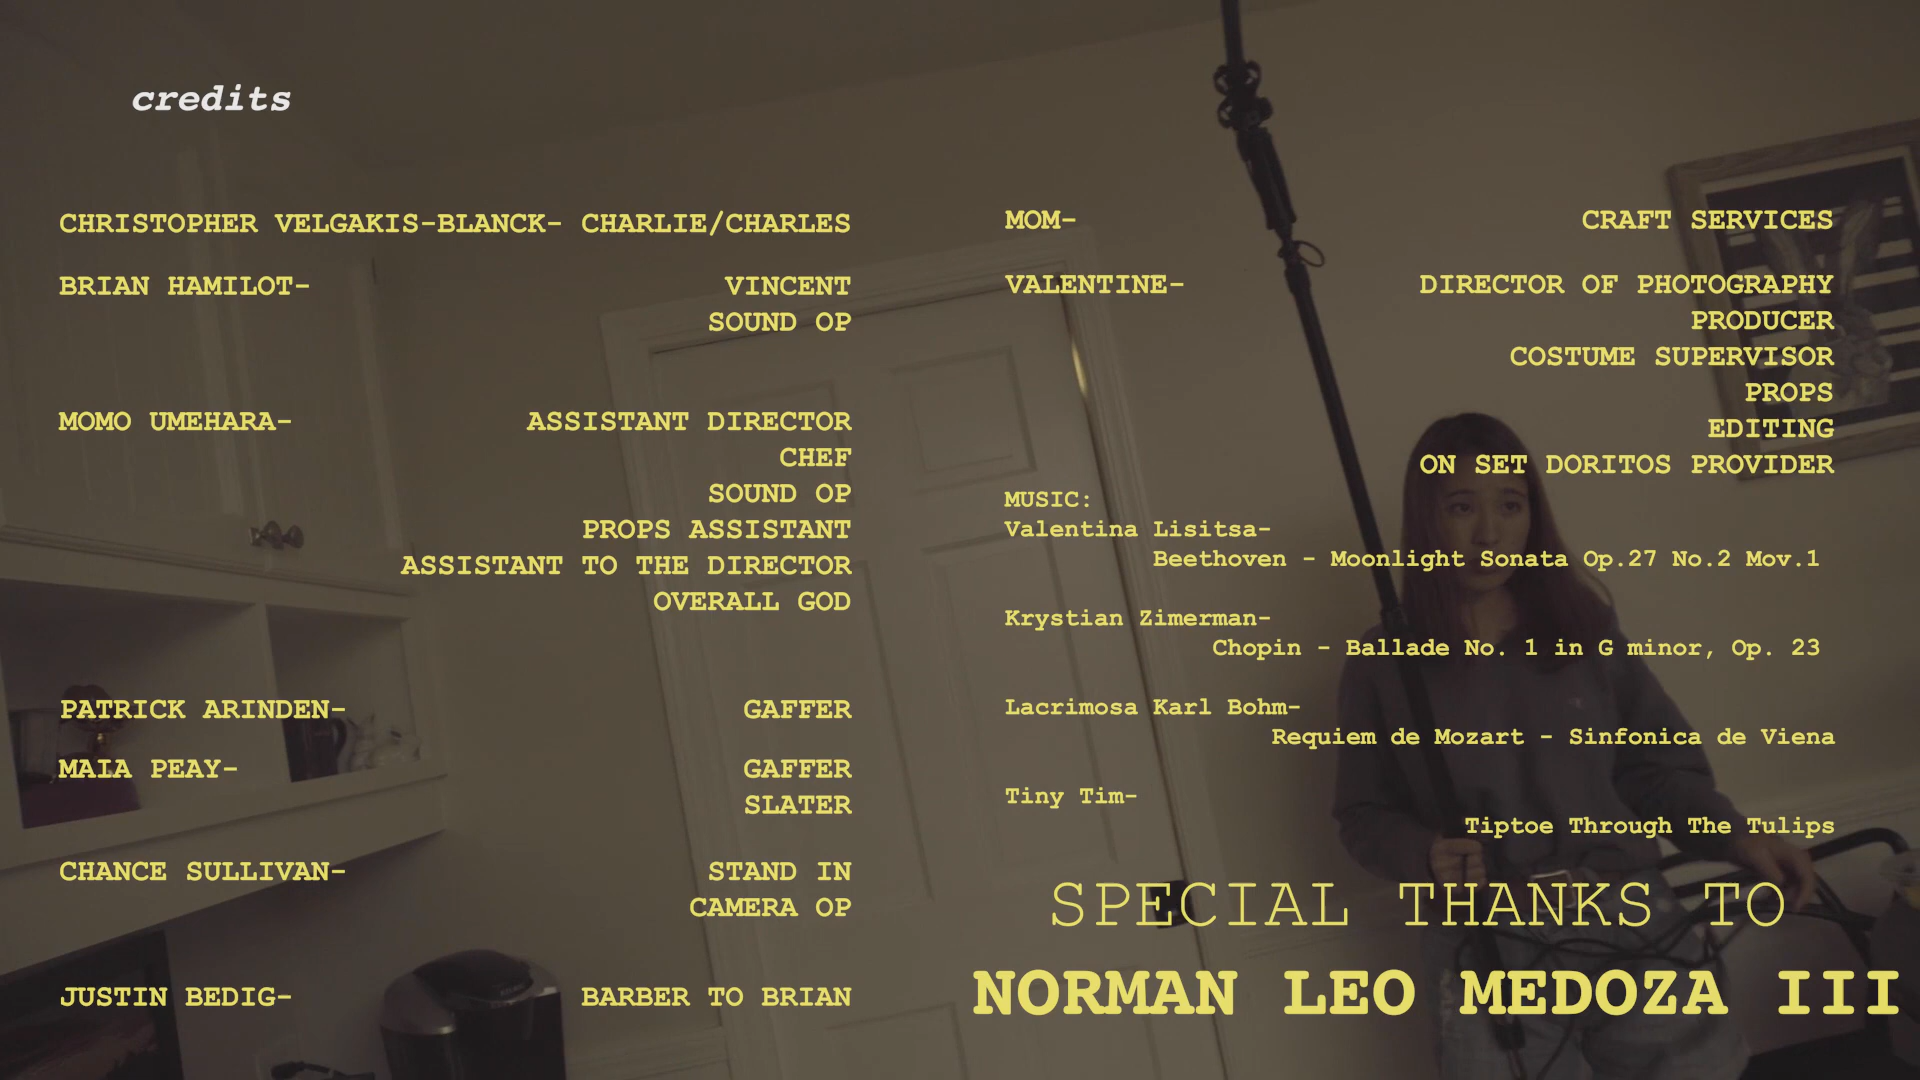 credits
CHRISTOPHER VELGAKIS-BLANCK- CHARLIE/CHARLES
BRIAN HAMILOT- VINCENT
SOUND OP
MOMO UMEHARA- ASSISTANT DIRECTOR
CHEF
SOUND OP
PROPS ASSISTANT
ASSISTANT TO THE DIRECTOR
OVERALL GOD
PATRICK ARINDEN- GAFFER
MAIA PEAY- GAFFER
SLATER
CHANCE SULLIVAN- STAND IN
CAMERA OP
JUSTIN BEDIG- BARBER TO BRIAN
MOM- CRAFT SERVICES
VALENTINE- DIRECTOR OF PHOTOGRAPHY
PRODUCER
COSTUME SUPERVISOR
PROPS
EDITING
ON SET DORITOS PROVIDER
MUSIC:
Valentina Lisitsa-
Beethoven - Moonlight Sonata Op.27 No.2 Mov.1
Krystian Zimerman-
Chopin - Ballade No. 1 in G minor, Op. 23
Lacrimosa Karl Bohm-
Requiem de Mozart - Sinfonica de Viena
Tiny Tim-
Tiptoe Through The Tulips
SPECIAL THANKS TO
NORMAN LEO MEDOZA III